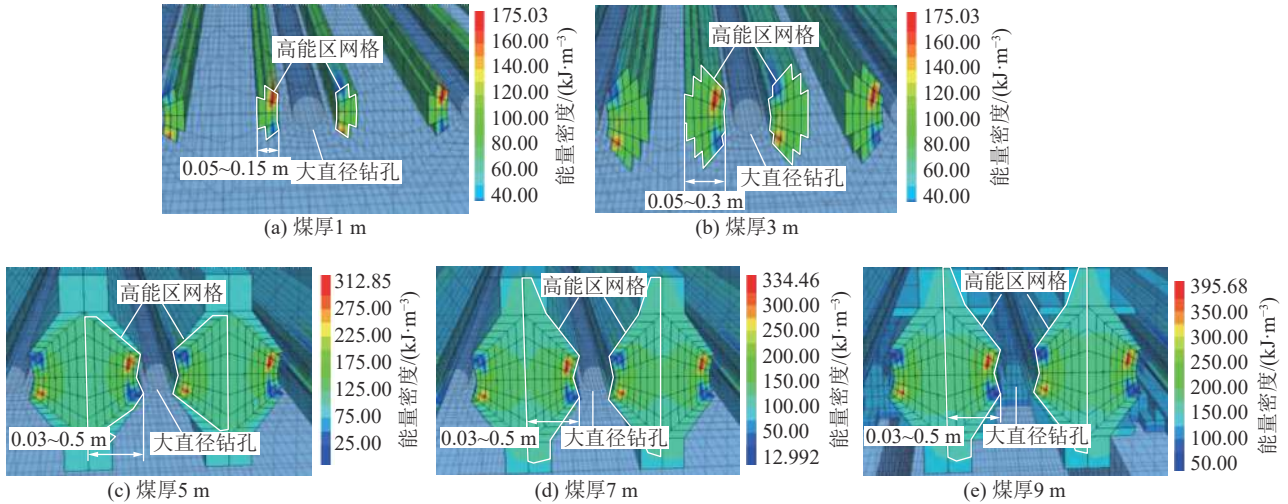 高能区网格
大直径钻孔
0.05~0.15 m
175.03
160.00
140.00
120.00
100.00
80.00
60.00
40.00
能量密度/(kJ·m⁻³)
(a) 煤厚1 m
高能区网格
大直径钻孔
0.05~0.3 m
175.03
160.00
140.00
120.00
100.00
80.00
60.00
40.00
能量密度/(kJ·m⁻³)
(b) 煤厚3 m
高能区网格
0.03~0.5 m
大直径钻孔
312.85
275.00
225.00
175.00
125.00
75.00
25.00
能量密度/(kJ·m⁻³)
(c) 煤厚5 m
高能区网格
0.03~0.5 m
大直径钻孔
334.46
300.00
250.00
200.00
150.00
100.00
50.00
12.992
能量密度/(kJ·m⁻³)
(d) 煤厚7 m
高能区网格
0.03~0.5 m
大直径钻孔
395.68
350.00
300.00
250.00
200.00
150.00
100.00
50.00
能量密度/(kJ·m⁻³)
(e) 煤厚9 m